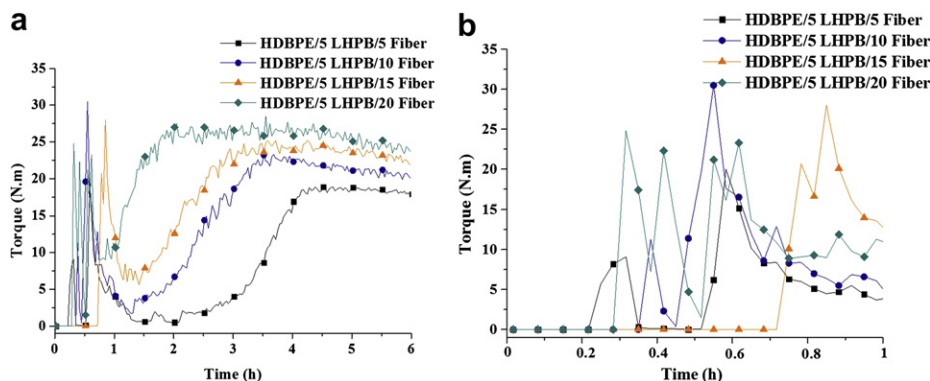 a
HDBPE/5 LHPB/5 Fiber
HDBPE/5 LHPB/10 Fiber
HDBPE/5 LHPB/15 Fiber
HDBPE/5 LHPB/20 Fiber
Torque (N.m)
35
30
25
20
15
10
5
0
0 1 2 3 4 5 6
Time (h)
b
HDBPE/5 LHPB/5 Fiber
HDBPE/5 LHPB/10 Fiber
HDBPE/5 LHPB/15 Fiber
HDBPE/5 LHPB/20 Fiber
Torque (N.m)
35
30
25
20
15
10
5
0
0 0.2 0.4 0.6 0.8 1
Time (h)